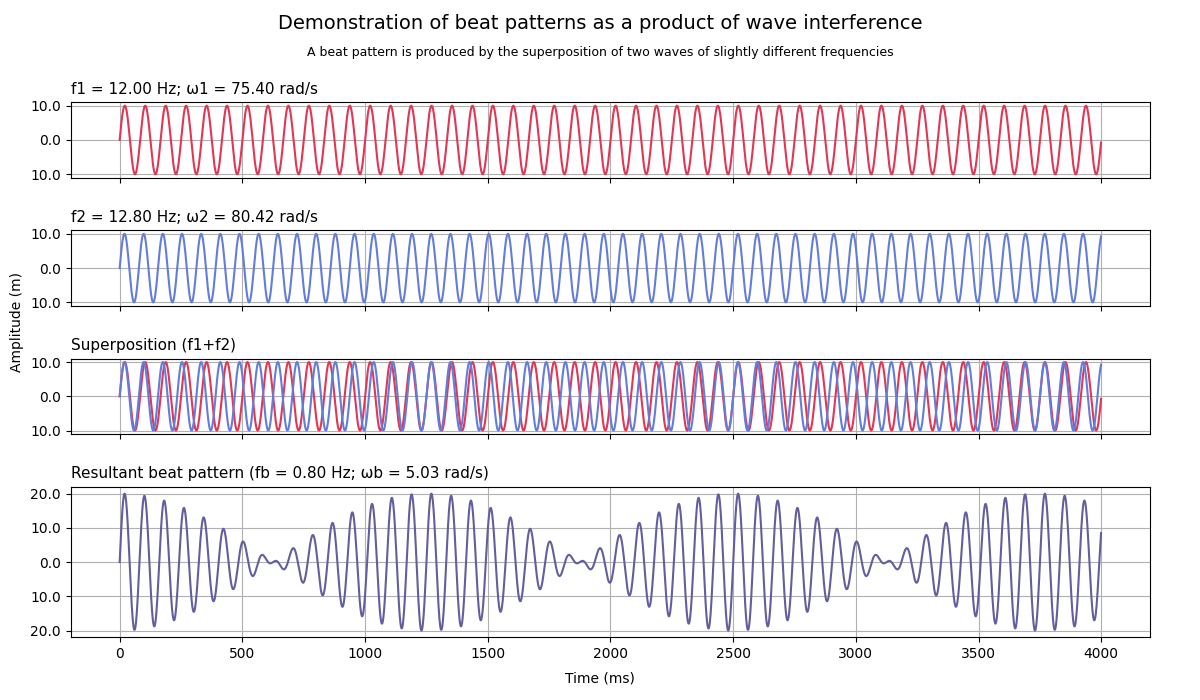 Demonstration of beat patterns as a product of wave interference
A beat pattern is produced by the superposition of two waves of slightly different frequencies
f1 = 12.00 Hz; ω1 = 75.40 rad/s
10.0
0.0
10.0
f2 = 12.80 Hz; ω2 = 80.42 rad/s
10.0
0.0
10.0
Amplitude (m)
Superposition (f1+f2)
10.0
0.0
10.0
Resultant beat pattern (fb = 0.80 Hz; ωb = 5.03 rad/s)
20.0
10.0
0.0
10.0
20.0
0 500 1000 1500 2000 2500 3000 3500 4000
Time (ms)